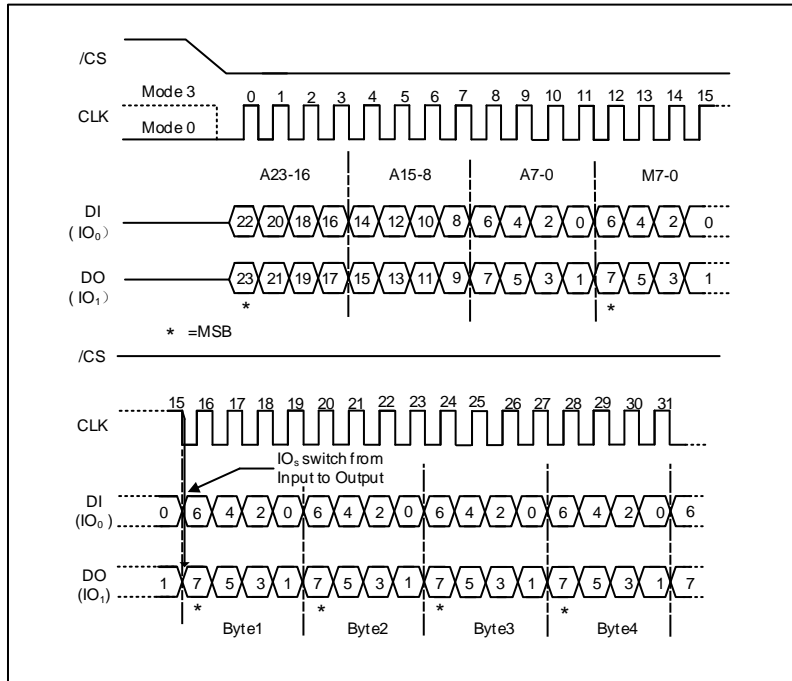 /CS
Mode 3
0 1 2 3 4 5 6 7 8 9 10 11 12 13 14 15
CLK
Mode 0
A23-16 A15-8 A7-0 M7-0
DI
( IO0)
22 20 18 16 14 12 10 8 6 4 2 0 6 4 2 0
DO
( IO1)
23 21 19 17 15 13 11 9 7 5 3 1 7 5 3 1
* *
* =MSB
/CS
15 16 17 18 19 20 21 22 23 24 25 26 27 28 29 30 31
CLK
IOs switch from
Input to Output
DI
(IO0 )
0 6 4 2 0 6 4 2 0 6 4 2 0 6 4 2 0 6
DO
(IO1)
1 7 5 3 1 7 5 3 1 7 5 3 1 7 5 3 1 7
* * * *
Byte1 Byte2 Byte3 Byte4